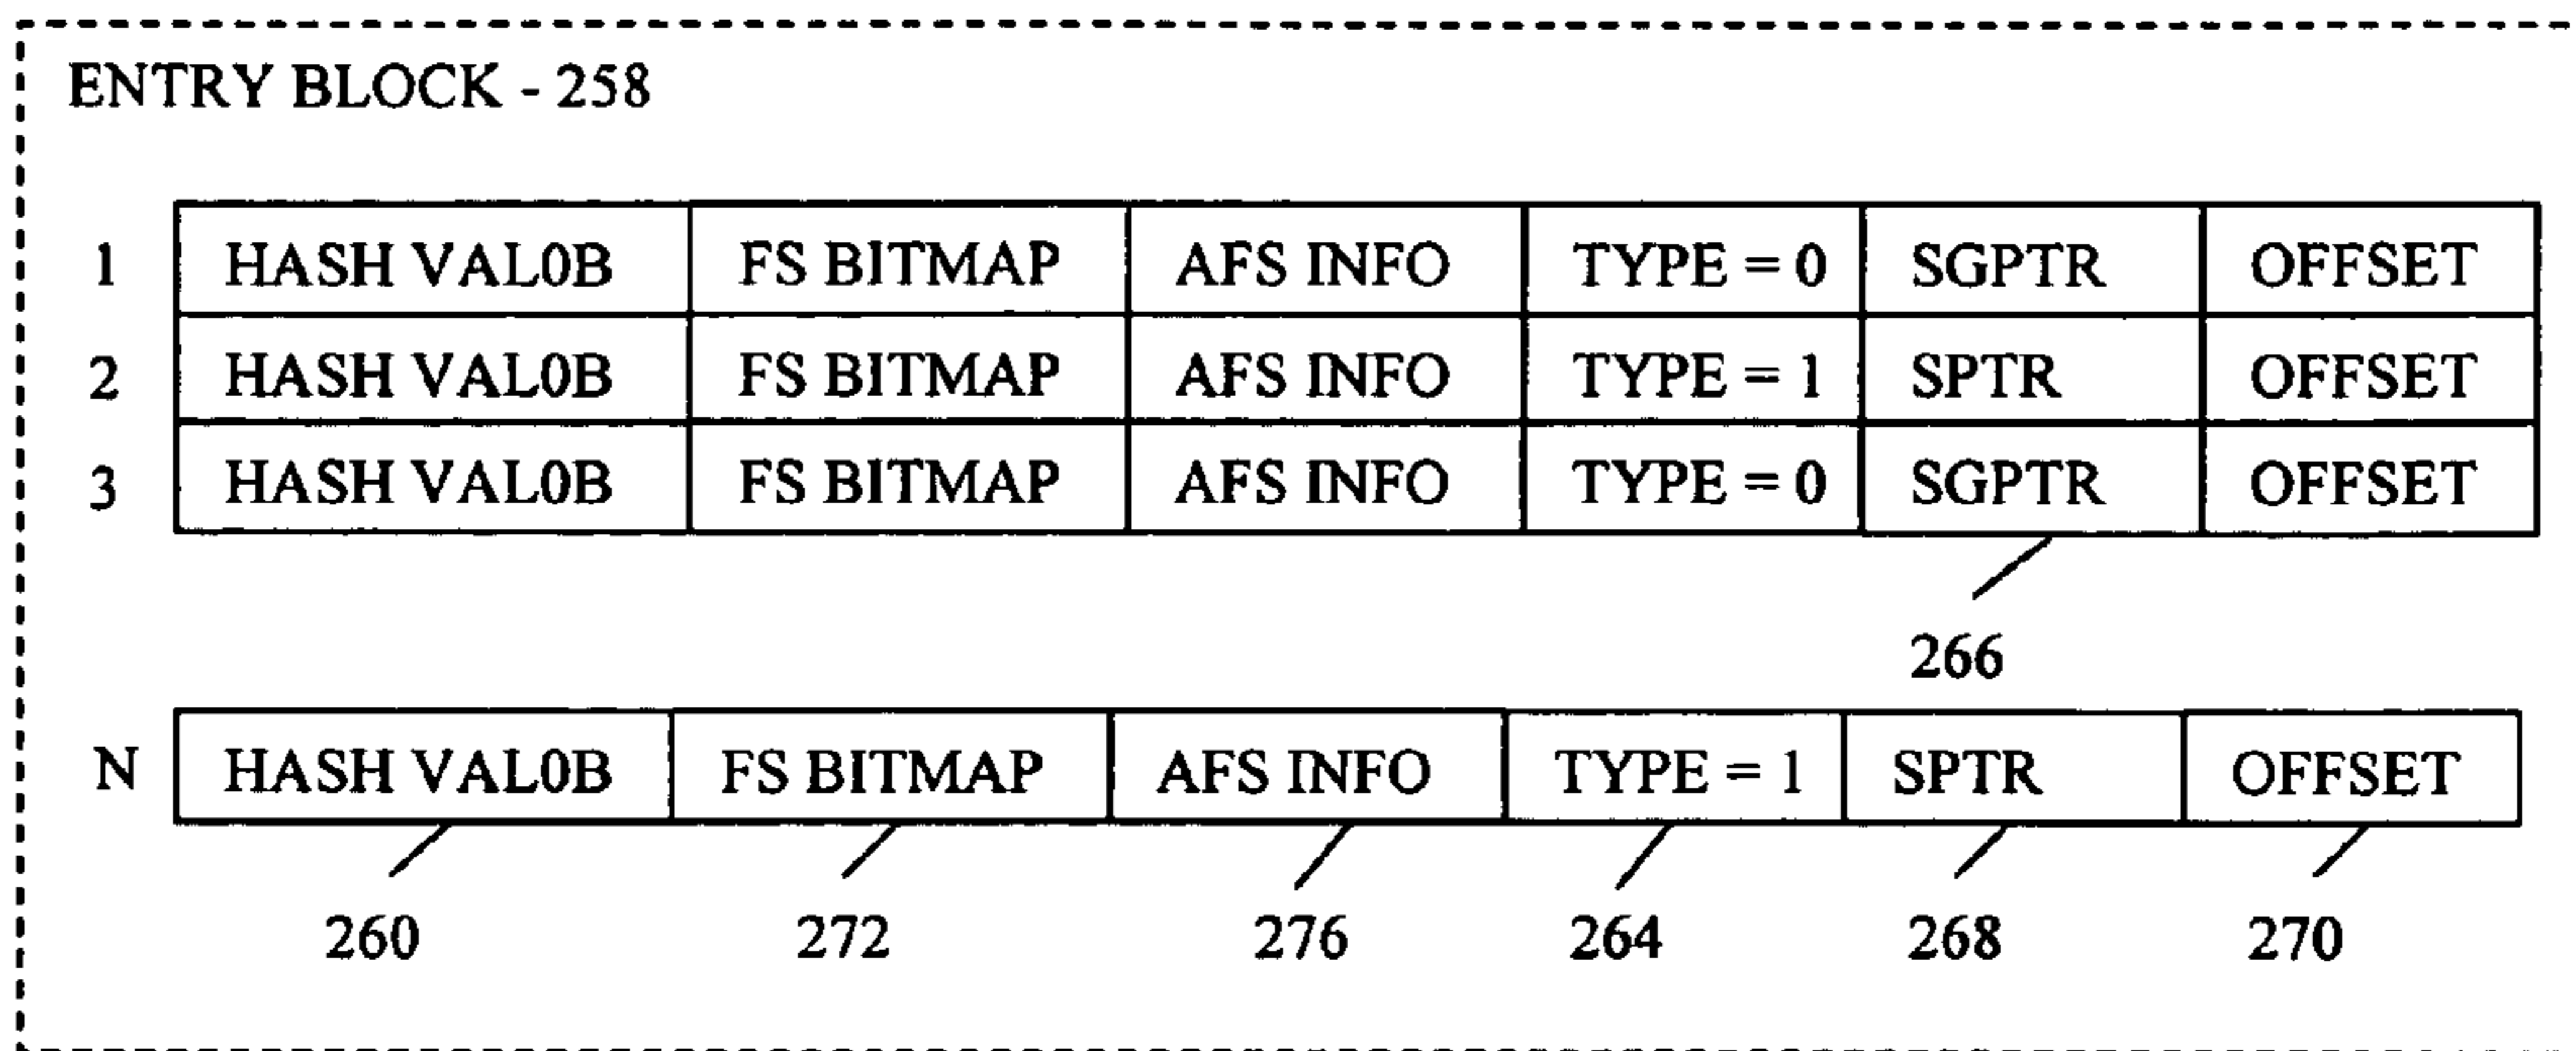 ENTRY BLOCK - 258
1 HASH VAL0B FS BITMAP AFS INFO TYPE = 0 SGPTR OFFSET
2 HASH VAL0B FS BITMAP AFS INFO TYPE = 1 SPTR OFFSET
3 HASH VAL0B FS BITMAP AFS INFO TYPE = 0 SGPTR OFFSET
266
N HASH VAL0B FS BITMAP AFS INFO TYPE = 1 SPTR OFFSET
260 272 276 264 268 270